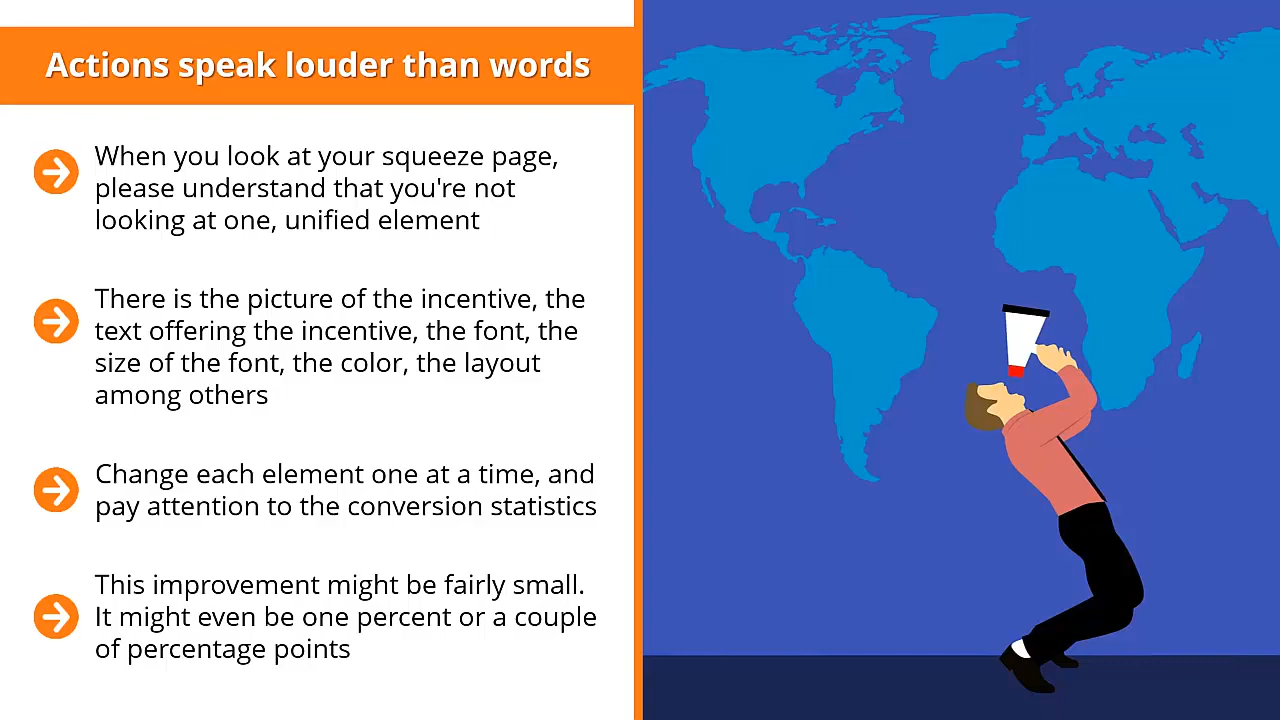 Actions speak louder than words
When you look at your squeeze page,
please understand that you're not
looking at one, unified element
There is the picture of the incentive, the
text offering the incentive, the font, the
size of the font, the color, the layout
among others
Change each element one at a time, and
pay attention to the conversion statistics
This improvement might be fairly small.
It might even be one percent or a couple
of percentage points